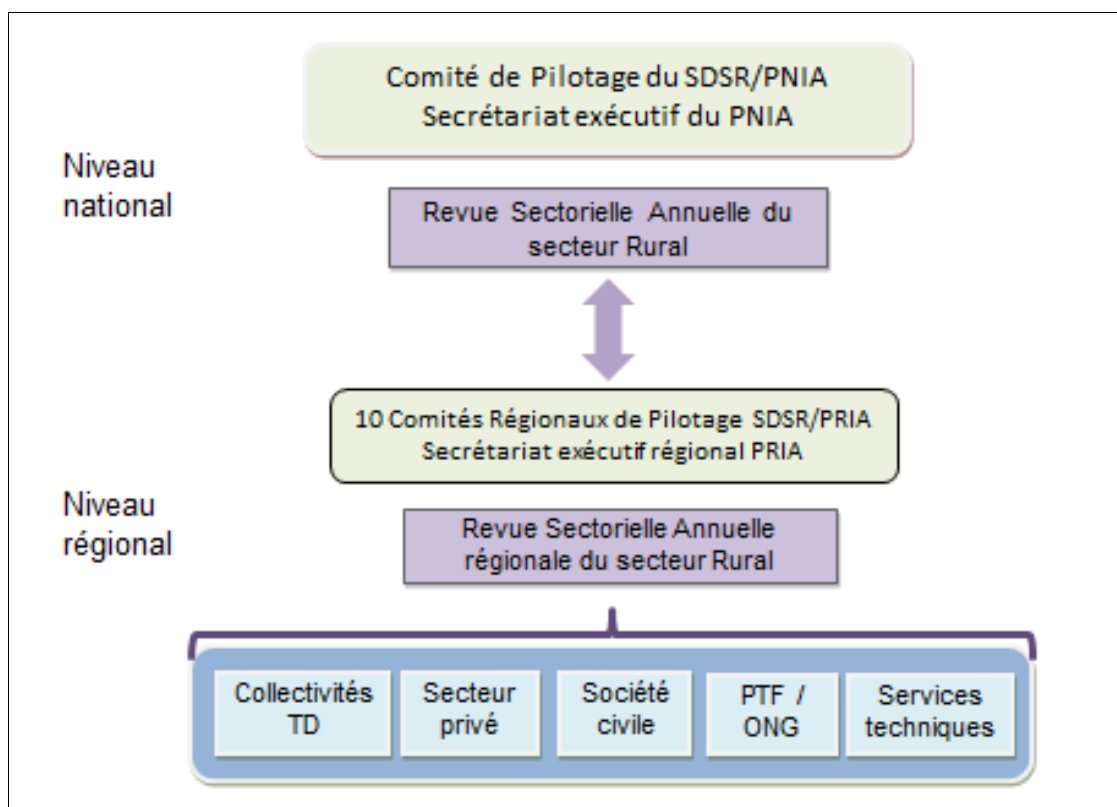 Comité de Pilotage du SDSR/PNIA
Secrétariat exécutif du PNIA
Niveau
national
Revue Sectorielle Annuelle du
secteur Rural
10 Comités Régionaux de Pilotage SDSR/PRIA
Secrétariat exécutif régional PRIA
Niveau
régional
Revue Sectorielle Annuelle
régionale du secteur Rural
Collectivités
TD
Secteur
privé
Société
civile
PTF /
ONG
Services
techniques